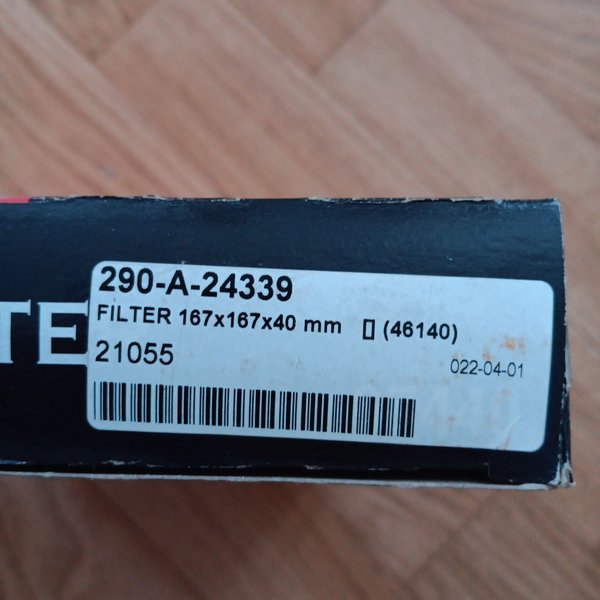 290-A-24339
FILTER 167x167x40 mm ▯ (46140)
21055
022-04-01
TE